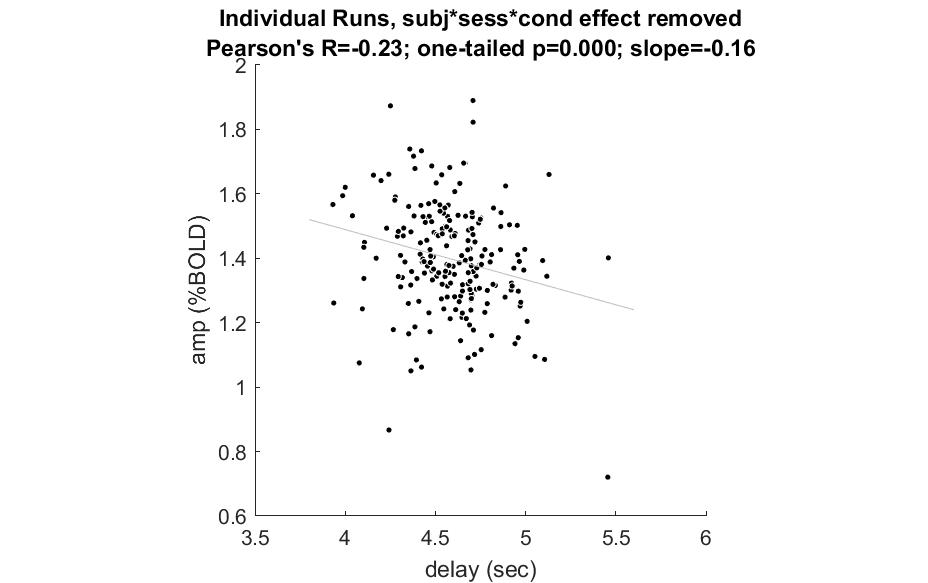 Individual Runs, subj*sess*cond effect removed
Pearson's R=-0.23; one-tailed p=0.000; slope=-0.16
2
1.8
1.6
1.4
1.2
1
0.8
0.6
amp (%BOLD)
3.5 4 4.5 5 5.5 6
delay (sec)